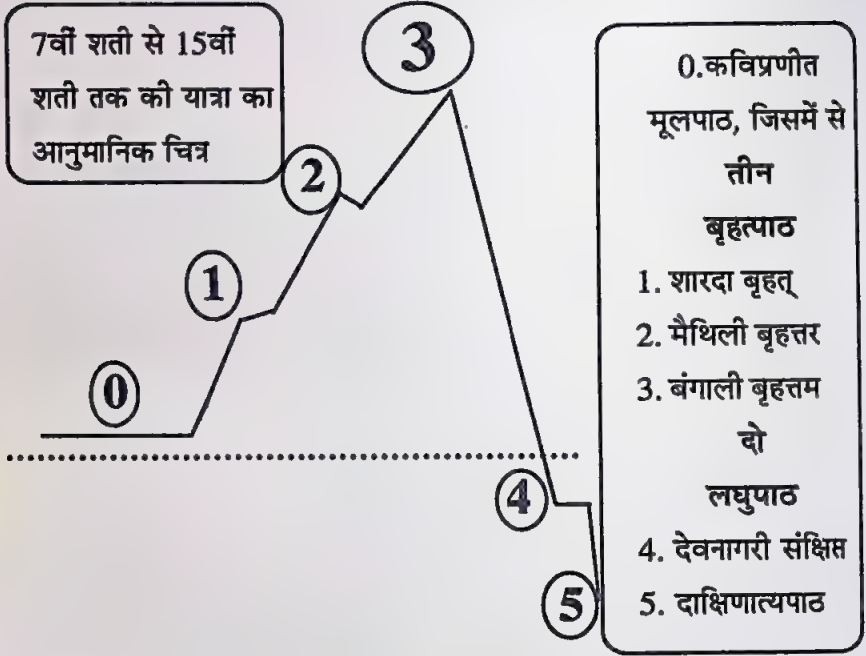 7वीं शती से 15वीं
शती तक की यात्रा का
आनुमानिक चित्र
3
2
1
0
4
5
0.कविप्रणीत
मूलपाठ, जिसमें से
तीन
बृहत्पाठ
1. शारदा बृहत्
2. मैथिली बृहत्तर
3. बंगाली बृहत्तम
दो
लघुपाठ
4. देवनागरी संक्षिप्त
5. दाक्षिणात्यपाठ